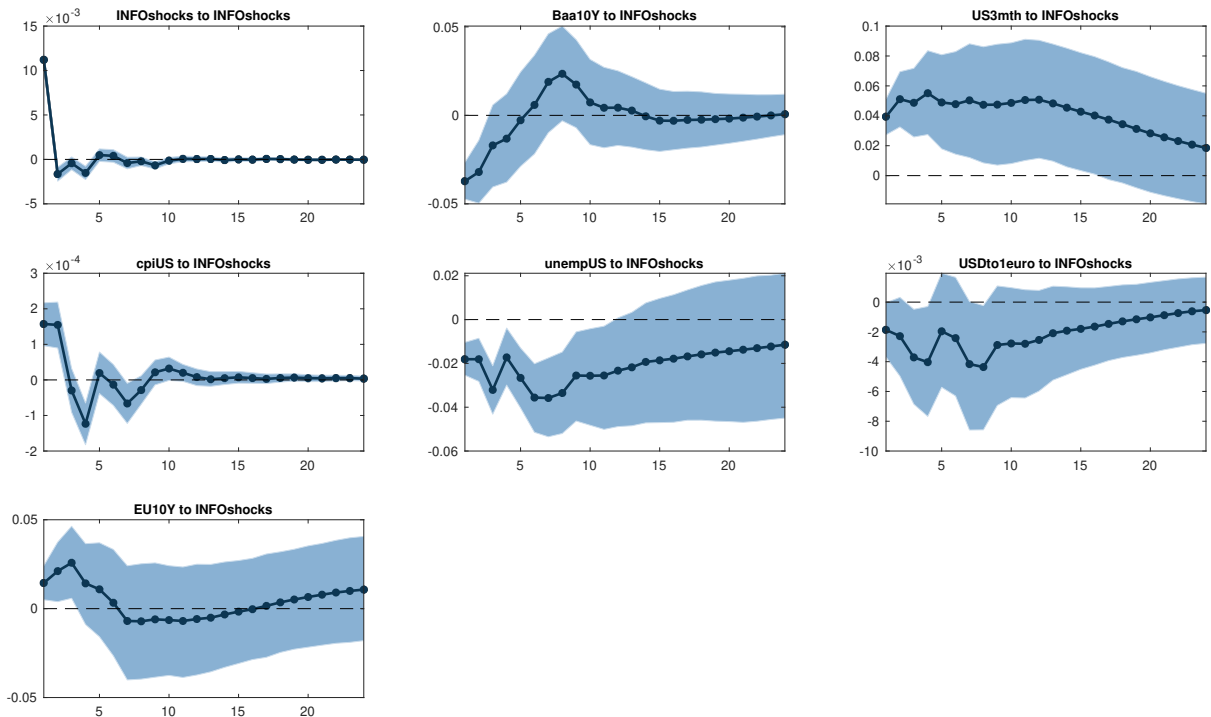 INFOshocks to INFOshocks
×10⁻³
15
10
5
0
-5
5 10 15 20
Baa10Y to INFOshocks
0.05
0
-0.05
5 10 15 20
US3mth to INFOshocks
0.1
0.08
0.06
0.04
0.02
0
5 10 15 20
cpiUS to INFOshocks
×10⁻⁴
3
2
1
0
-1
-2
5 10 15 20
unempUS to INFOshocks
0.02
0
-0.02
-0.04
-0.06
5 10 15 20
USDto1euro to INFOshocks
×10⁻³
0
-2
-4
-6
-8
-10
5 10 15 20
EU10Y to INFOshocks
0.05
0
-0.05
5 10 15 20